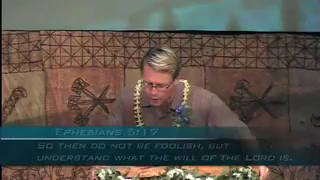 Ephesians 5:17
So then do not be foolish, but
understand what the will of the Lord is.